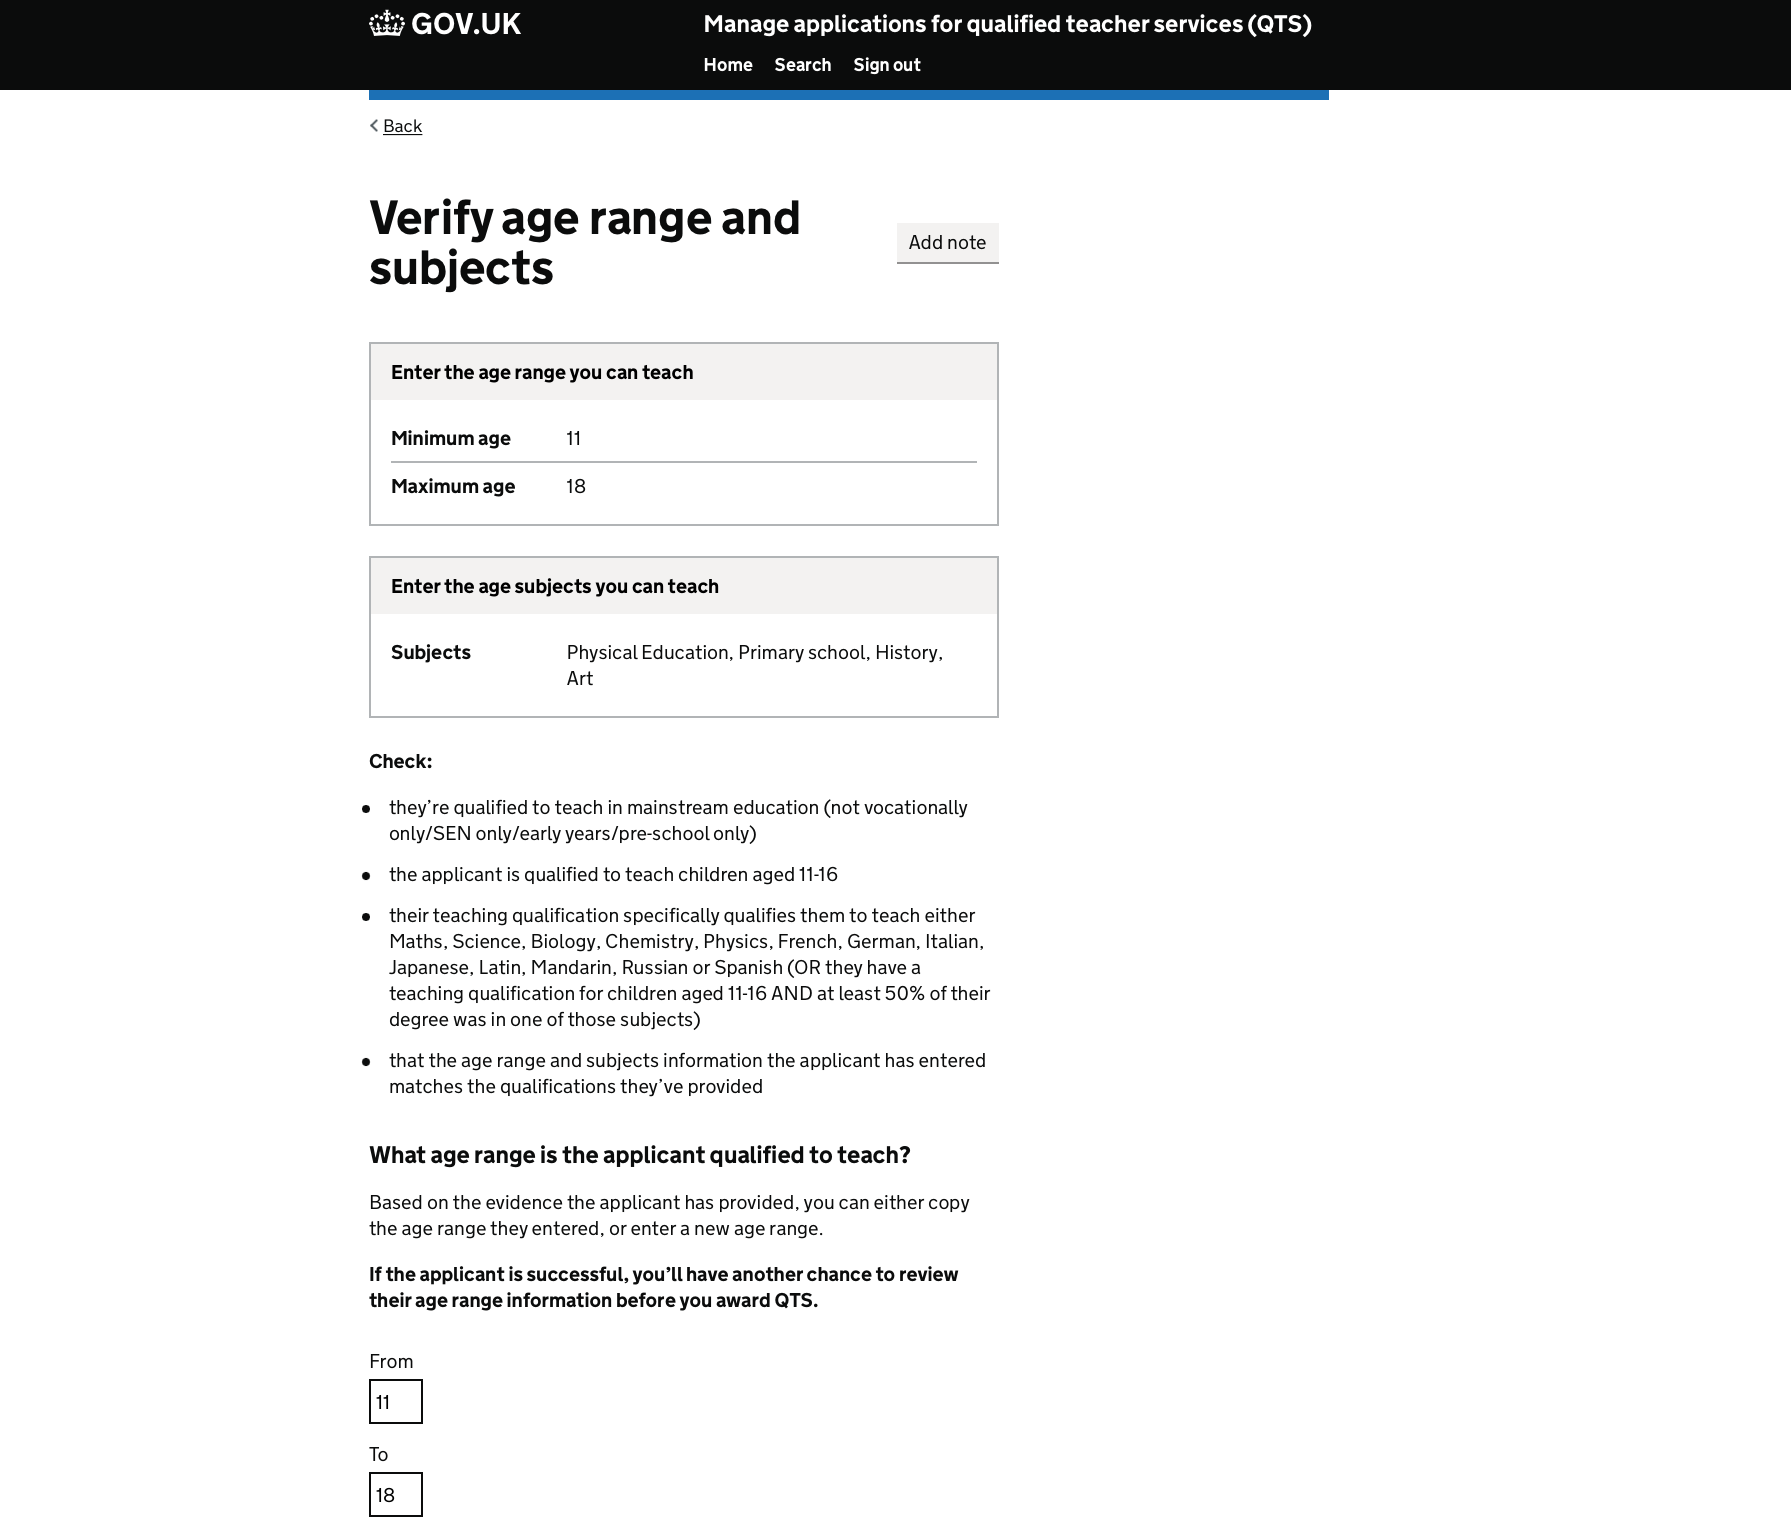 GOV.UK
Manage applications for qualified teacher services (QTS)
Home Search Sign out
Back
Verify age range and
subjects
Add note
Enter the age range you can teach
Minimum age 11
Maximum age 18
Enter the age subjects you can teach
Subjects Physical Education, Primary school, History,
Art
Check:
they’re qualified to teach in mainstream education (not vocationally
only/SEN only/early years/pre-school only)
the applicant is qualified to teach children aged 11-16
their teaching qualification specifically qualifies them to teach either
Maths, Science, Biology, Chemistry, Physics, French, German, Italian,
Japanese, Latin, Mandarin, Russian or Spanish (OR they have a
teaching qualification for children aged 11-16 AND at least 50% of their
degree was in one of those subjects)
that the age range and subjects information the applicant has entered
matches the qualifications they’ve provided
What age range is the applicant qualified to teach?
Based on the evidence the applicant has provided, you can either copy
the age range they entered, or enter a new age range.
If the applicant is successful, you’ll have another chance to review
their age range information before you award QTS.
From
11
To
18